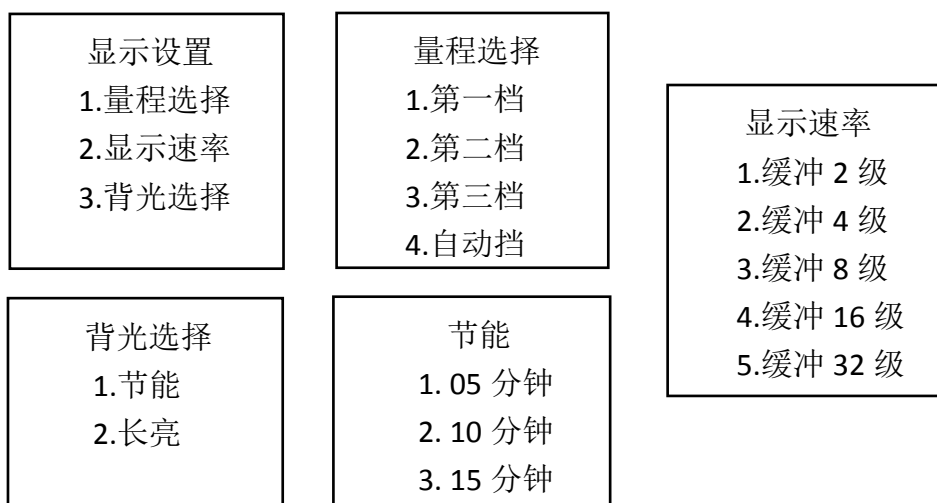 显示设置
1.量程选择
2.显示速率
3.背光选择
量程选择
1.第一档
2.第二档
3.第三档
4.自动挡
显示速率
1.缓冲 2 级
2.缓冲 4 级
3.缓冲 8 级
4.缓冲 16 级
5.缓冲 32 级
背光选择
1.节能
2.长亮
节能
1. 05 分钟
2. 10 分钟
3. 15 分钟